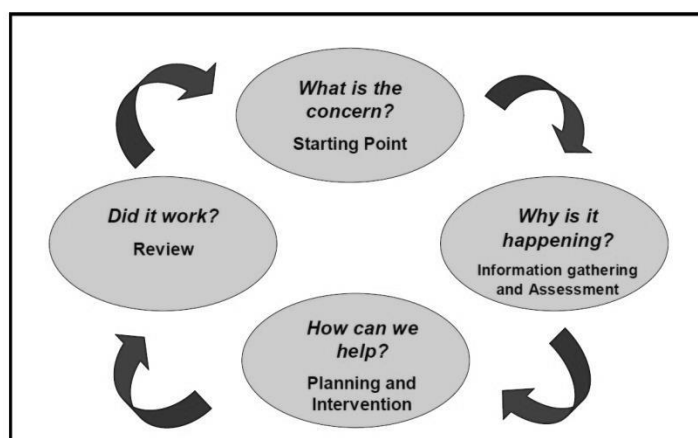 What is the
concern?
Starting Point
Why is it
happening?
Information gathering
and Assessment
How can we
help?
Planning and
Intervention
Did it work?
Review